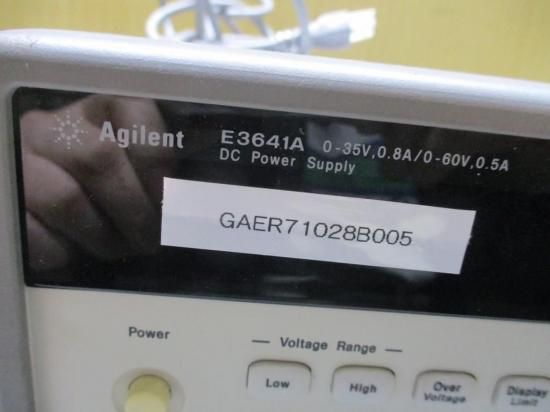 Agilent E3641A 0-35V,0.8A/0-60V,0.5A
DC Power Supply
GAER71028B005
Power
Voltage Range
Low
High
Over Voltage
Display Limit